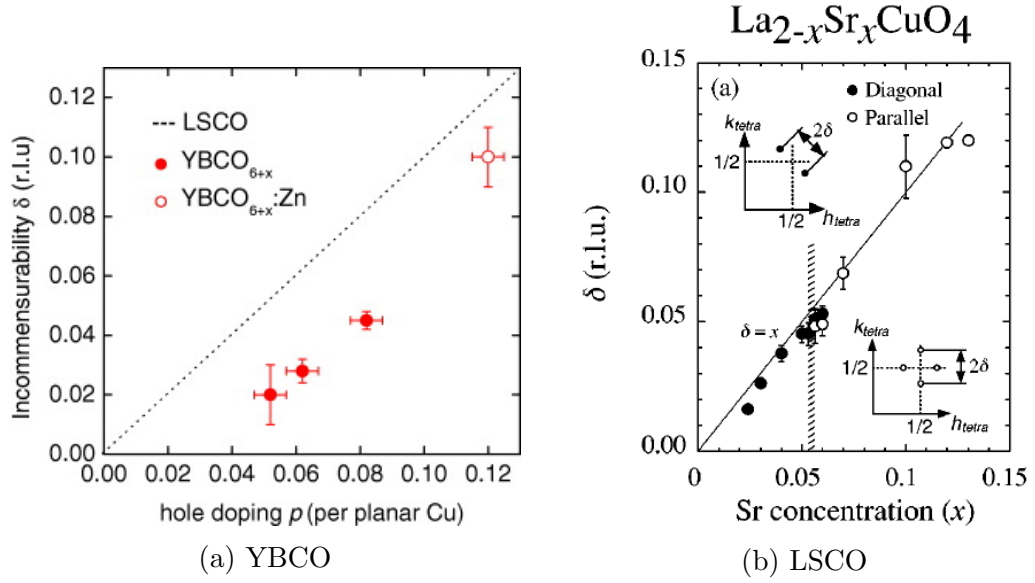 Incommensurability δ (r.l.u)
0.12
0.10
0.08
0.06
0.04
0.02
0.00
LSCO
YBCO6+x
YBCO6+x:Zn
0.00 0.02 0.04 0.06 0.08 0.10 0.12
hole doping p (per planar Cu)
(a) YBCO
La2-xSrxCuO4
δ (r.l.u.)
0.15
0.10
0.05
0.00
(a)
Diagonal
Parallel
ktetra
2δ
1/2
1/2 htetra
δ = x
ktetra
1/2
2δ
1/2 htetra
0 0.05 0.1 0.15
Sr concentration (x)
(b) LSCO